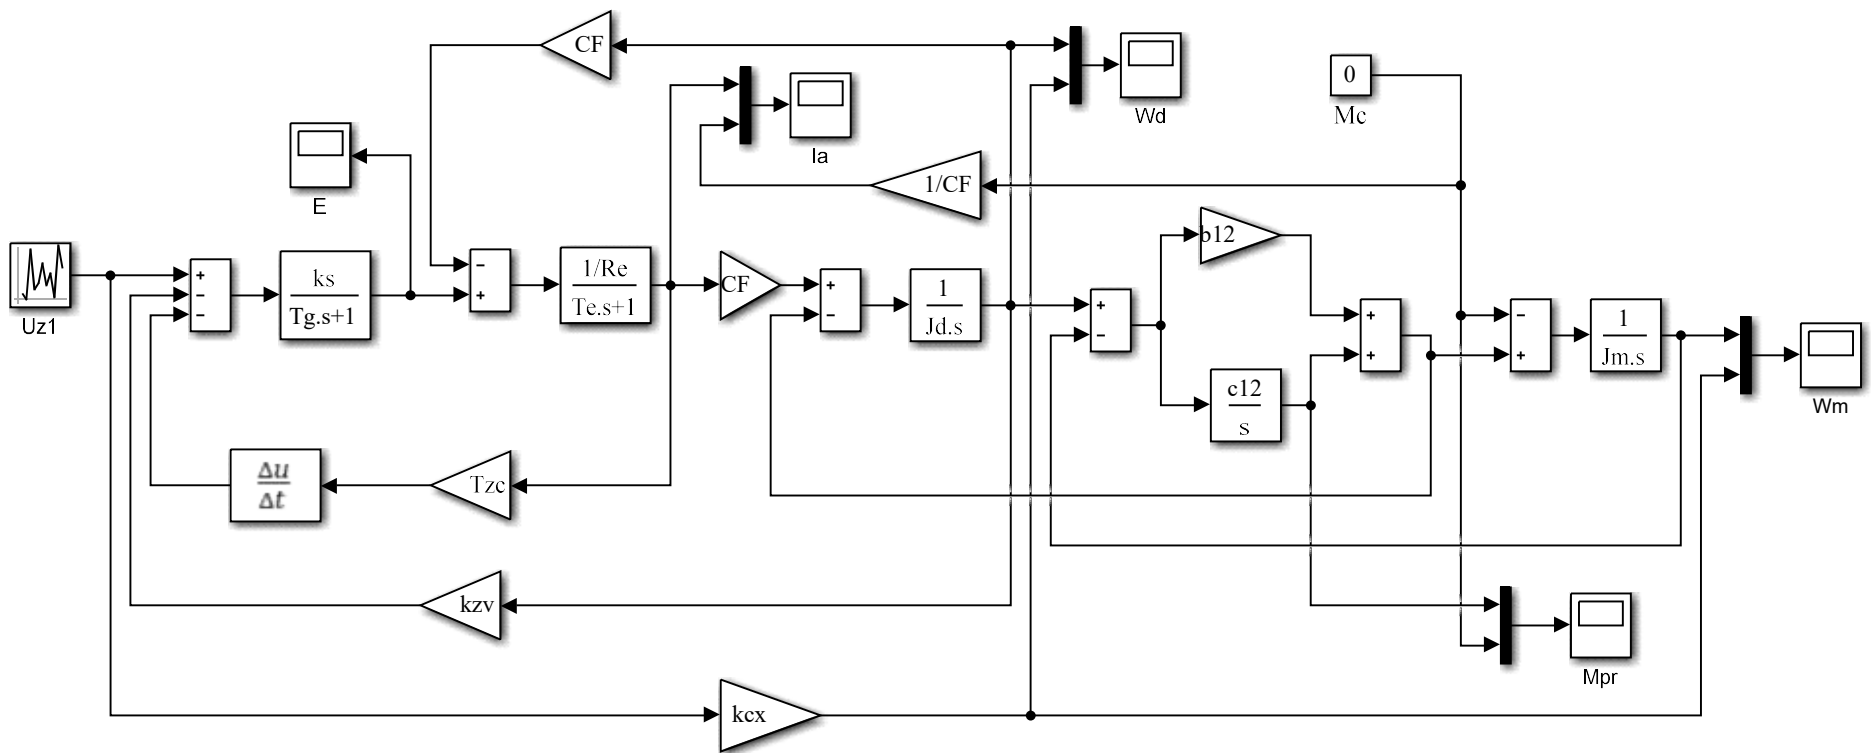 CF
Wd
0
Mc
Ia
E
1/CF
b12
Uz1
+
−
−
ks
Tg.s+1
−
+
1/Re
Te.s+1
CF
+
−
1
Jd.s
+
−
+
+
−
+
1
Jm.s
Wm
c12
s
Δu
Δt
Tzc
kzv
Mpr
kcx